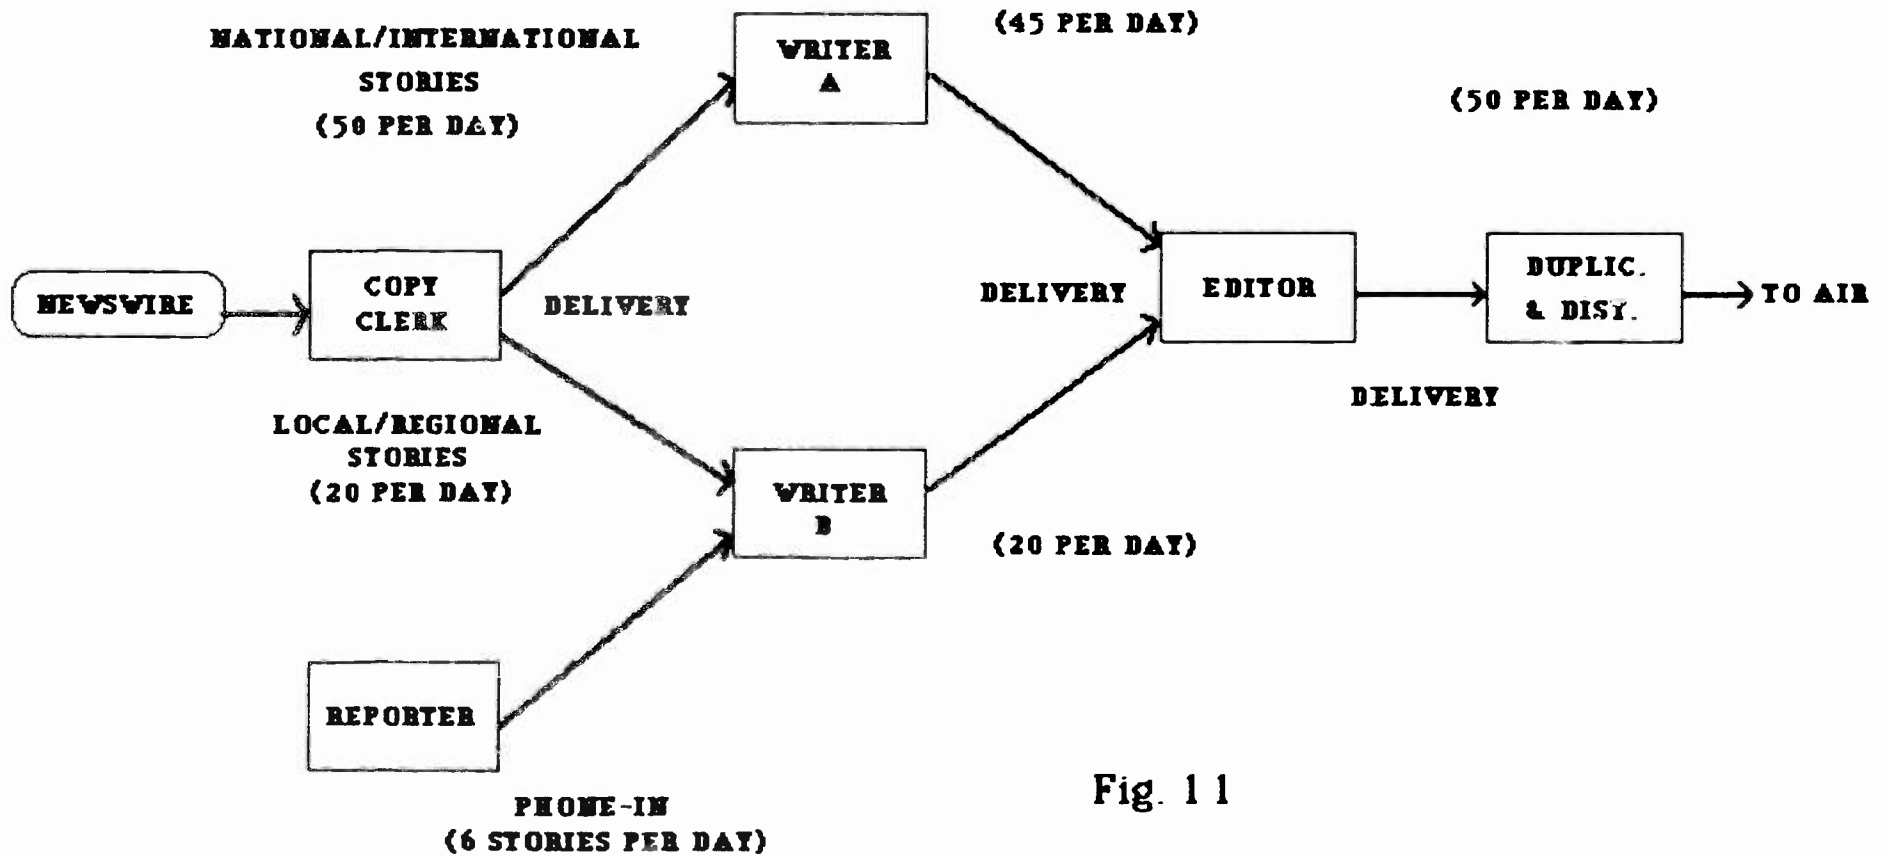 NATIONAL/INTERNATIONAL
STORIES
(50 PER DAY)
WRITER
A
(45 PER DAY)
(50 PER DAY)
NEWSWIRE
COPY
CLERK
DELIVERY
DELIVERY
EDITOR
DUPLIC.
& DIST.
TO AIR
DELIVERY
LOCAL/REGIONAL
STORIES
(20 PER DAY)
WRITER
B
(20 PER DAY)
REPORTER
PHONE-IN
(6 STORIES PER DAY)
Fig. 11